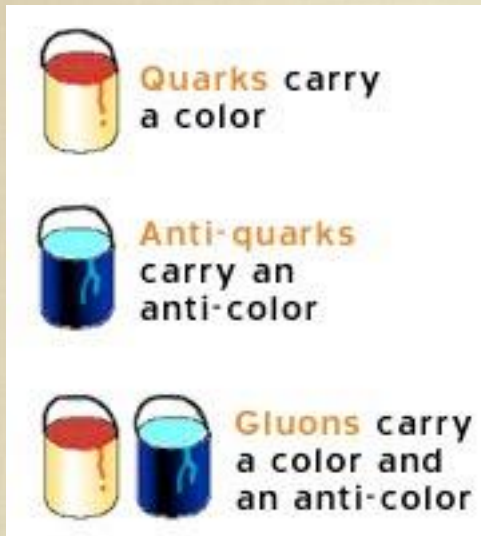 Quarks carry
a color
Anti-quarks
carry an
anti-color
Gluons carry
a color and
an anti-color